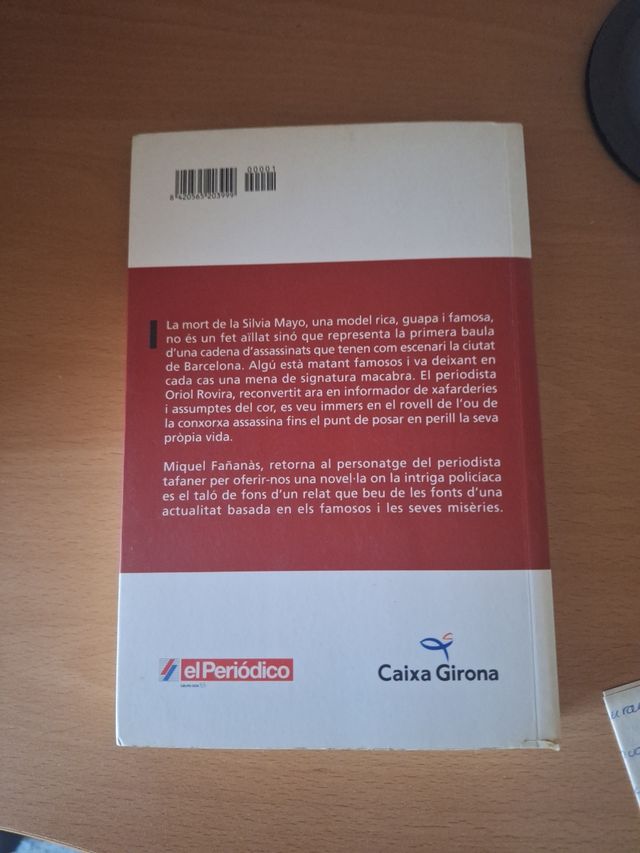 00001
8 420565 203999
La mort de la Silvia Mayo, una model rica, guapa i famosa,
no és un fet aïllat sinó que representa la primera baula
d'una cadena d'assassinats que tenen com escenari la ciutat
de Barcelona. Algú està matant famosos i va deixant en
cada cas una mena de signatura macabra. El periodista
Oriol Rovira, reconvertit ara en informador de xafarderies
i assumptes del cor, es veu immers en el rovell de l'ou de
la conxorxa assassina fins el punt de posar en perill la seva
pròpia vida.
Miquel Fañanàs, retorna al personatge del periodista
tafaner per oferir-nos una novel·la on la intriga policíaca
es el taló de fons d'un relat que beu de les fonts d'una
actualitat basada en els famosos i les seves misèries.
elPeriódico
Caixa Girona